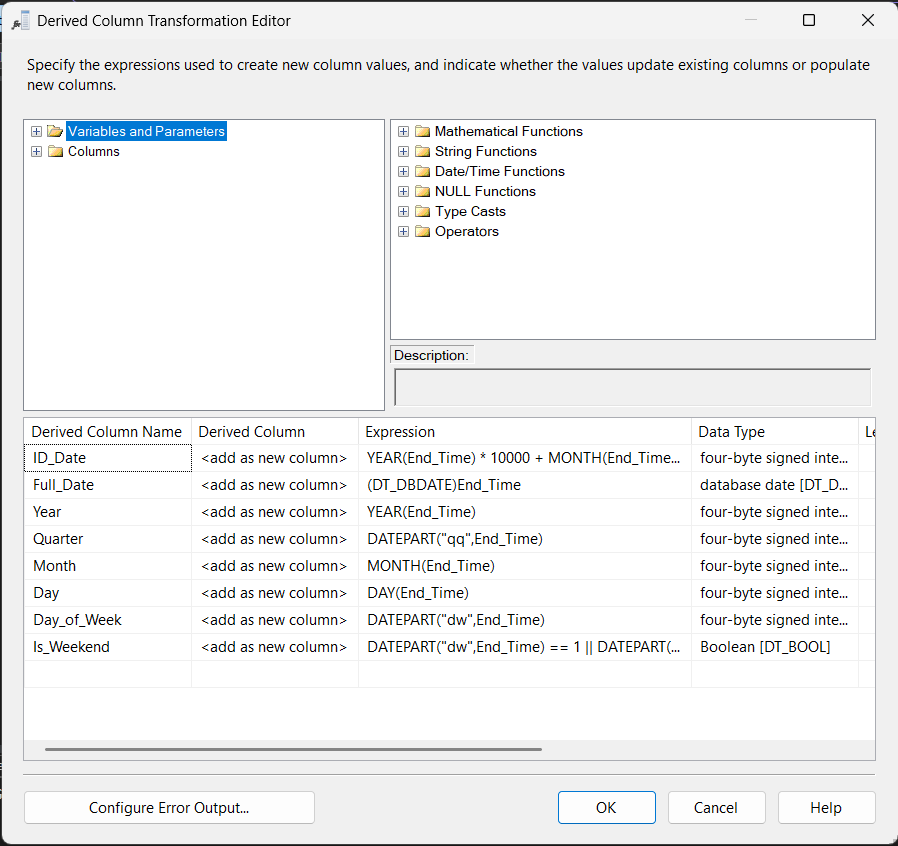 Derived Column Transformation Editor
Specify the expressions used to create new column values, and indicate whether the values update existing columns or populate
new columns.
Variables and Parameters
Columns
Mathematical Functions
String Functions
Date/Time Functions
NULL Functions
Type Casts
Operators
Description:
Derived Column Name Derived Column Expression Data Type Le
ID_Date <add as new column> YEAR(End_Time) * 10000 + MONTH(End_Time... four-byte signed inte...
Full_Date <add as new column> (DT_DBDATE)End_Time database date [DT_D...
Year <add as new column> YEAR(End_Time) four-byte signed inte...
Quarter <add as new column> DATEPART("qq",End_Time) four-byte signed inte...
Month <add as new column> MONTH(End_Time) four-byte signed inte...
Day <add as new column> DAY(End_Time) four-byte signed inte...
Day_of_Week <add as new column> DATEPART("dw",End_Time) four-byte signed inte...
Is_Weekend <add as new column> DATEPART("dw",End_Time) == 1 || DATEPART(... Boolean [DT_BOOL]
Configure Error Output... OK Cancel Help